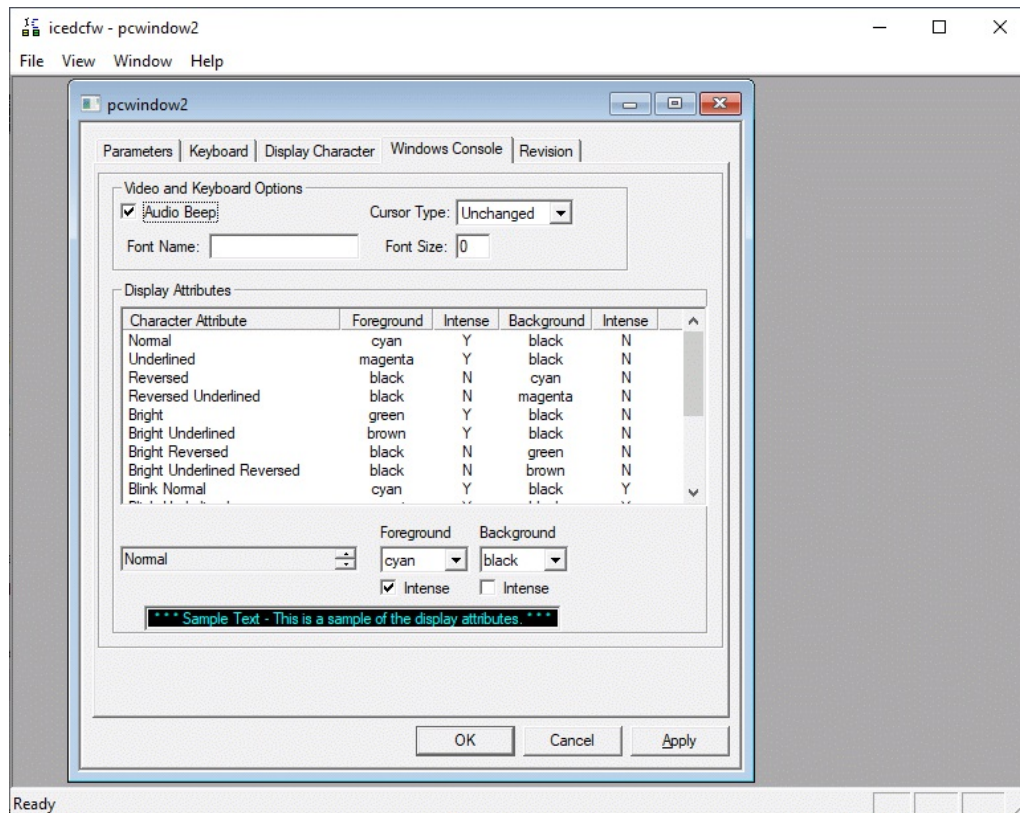 icedcfw - pcwindow2
File View Window Help
pcwindow2
Parameters Keyboard Display Character Windows Console Revision
Video and Keyboard Options
Audio Beep Cursor Type: Unchanged
Font Name: Font Size: 0
Display Attributes
Character Attribute Foreground Intense Background Intense
Normal cyan Y black N
Underlined magenta Y black N
Reversed black N cyan N
Reversed Underlined black N magenta N
Bright green Y black N
Bright Underlined brown Y black N
Bright Reversed black N green N
Bright Underlined Reversed black N brown N
Blink Normal cyan Y black Y
Foreground Background
Normal cyan black
Intense Intense
* * * Sample Text - This is a sample of the display attributes. * * *
OK Cancel Apply
Ready